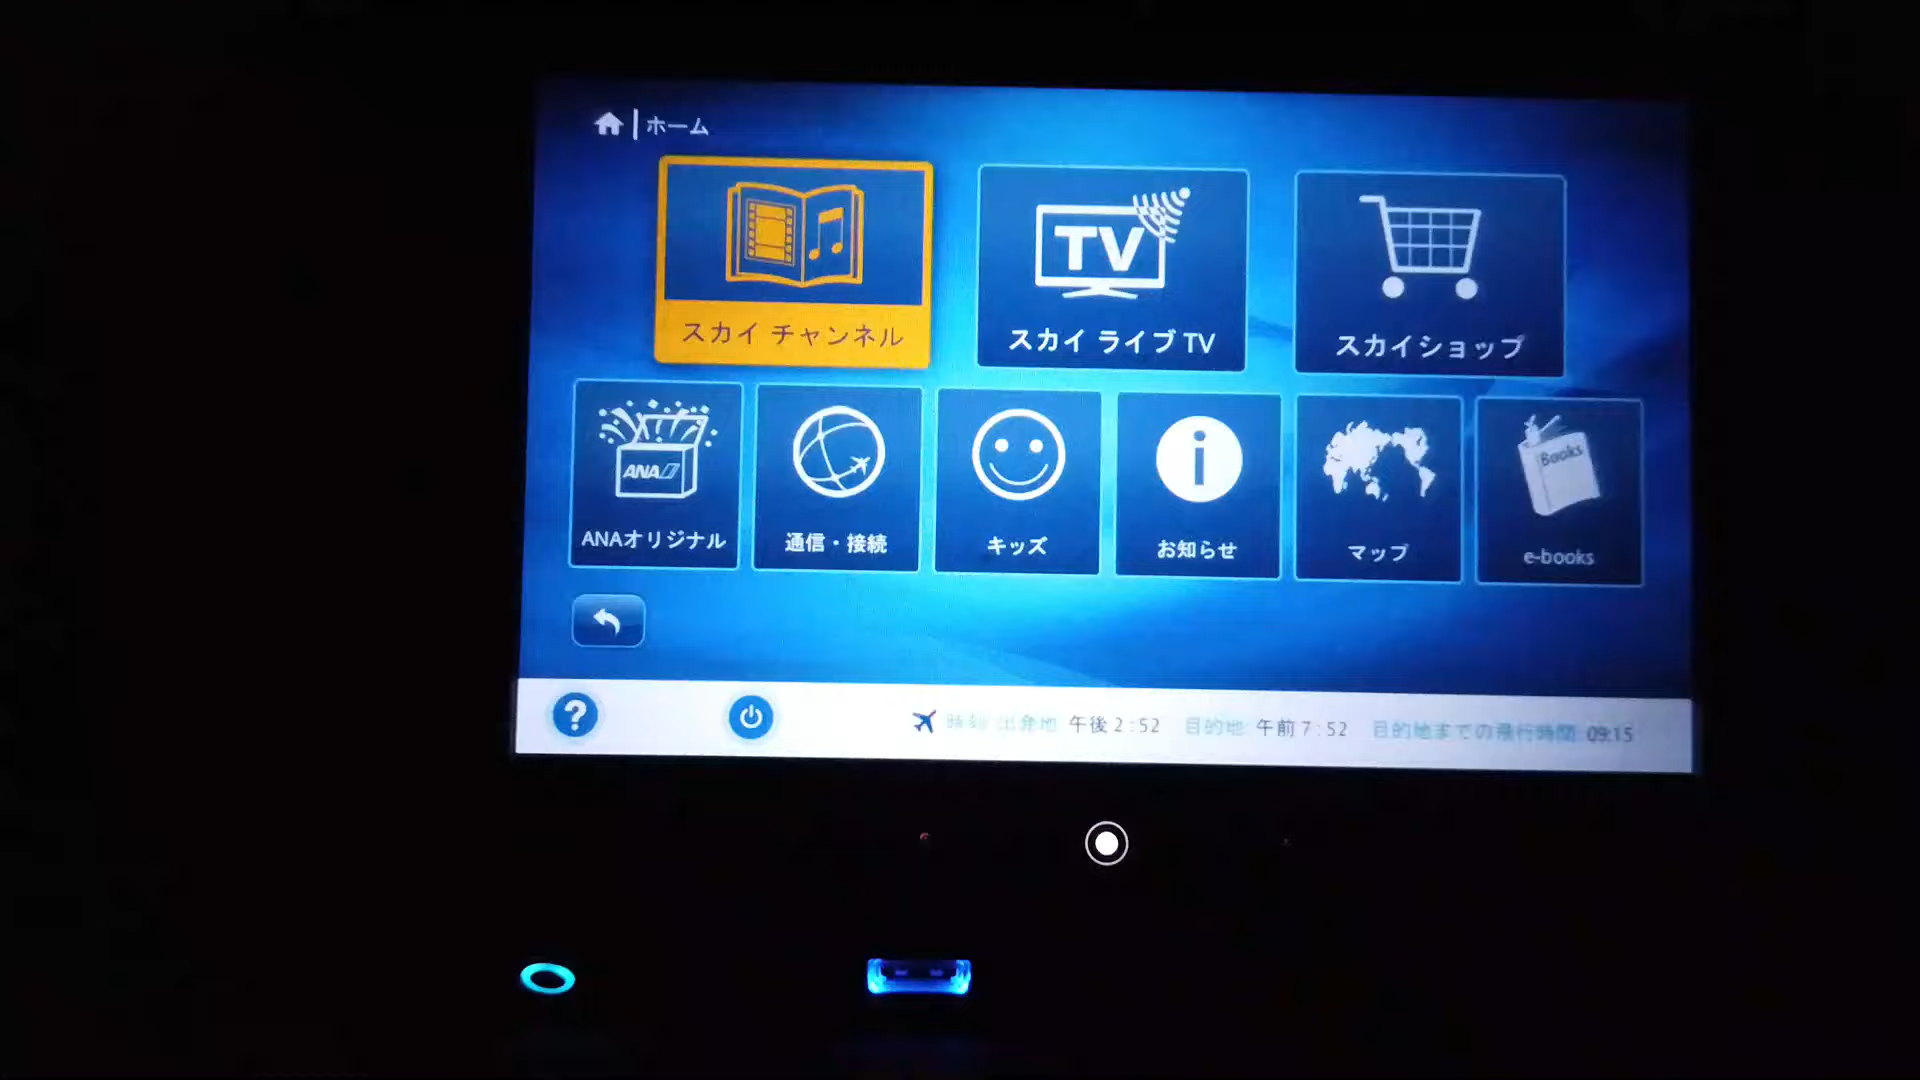 ホーム
スカイ チャンネル
TV
スカイ ライブ TV
スカイショップ
ANA
ANAオリジナル
通信・接続
キッズ
i
お知らせ
マップ
Books
e-books
?
時刻 出発地: 午後 2:52 目的地: 午前 7:52 目的地までの飛行時間: 09:15